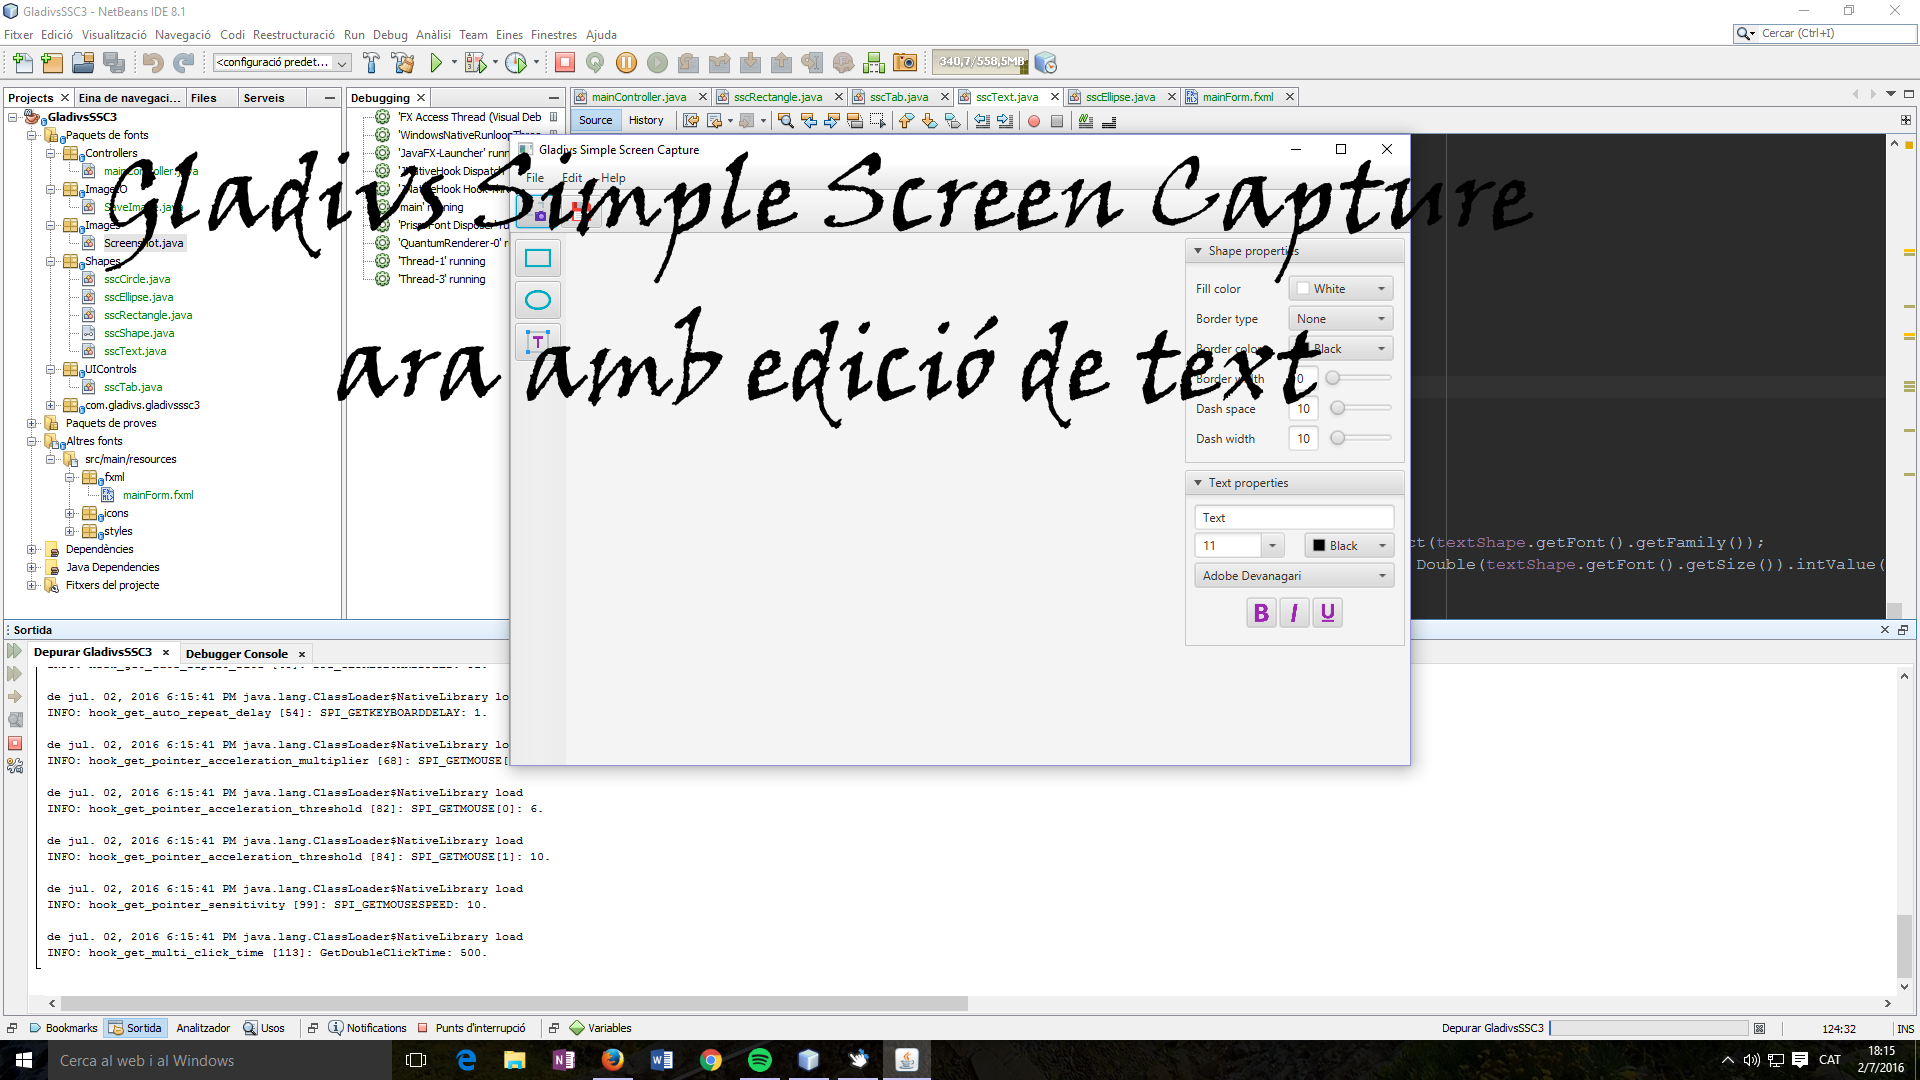 GladivsSSC3 - NetBeans IDE 8.1
Fitxer Edició Visualització Navegació Codi Reestructuració Run Debug Anàlisi Team Eines Finestres Ajuda
Cercar (Ctrl+I)
<configuració predet...
340,7/558,5MB
Projects Eina de navegaci... Files Serveis
Debugging
mainController.java sscRectangle.java sscTab.java sscText.java sscEllipse.java mainForm.fxml
Source History
GladivsSSC3
Paquets de fonts
Controllers
mainController.java
ImageIO
SaveImage.java
Images
Screenshot.java
Shapes
sscCircle.java
sscEllipse.java
sscRectangle.java
sscShape.java
sscText.java
UIControls
sscTab.java
com.gladivs.gladivsssc3
Paquets de proves
Altres fonts
src/main/resources
fxml
mainForm.fxml
icons
styles
Dependències
Java Dependencies
Fitxers del projecte
'FX Access Thread (Visual Deb
'WindowsNativeRunloopThrea
'JavaFX-Launcher' runn
'JNativeHook Dispatch
'JNativeHook Hook
'main' running
'Prism Font Disposer' ru
'QuantumRenderer-0' r
'Thread-1' running
'Thread-3' running
Gladivs Simple Screen Capture
File Edit Help
Gladivs Simple Screen Capture
ara amb edició de text
T
Shape properties
Fill color White
Border type None
Border color Black
Border width 0
Dash space 10
Dash width 10
Text properties
Text
11 Black
Adobe Devanagari
B I U
ct(textShape.getFont().getFamily());
Double(textShape.getFont().getSize()).intValue(
Sortida
Depurar GladivsSSC3 Debugger Console
de jul. 02, 2016 6:15:41 PM java.lang.ClassLoader$NativeLibrary loa
INFO: hook_get_auto_repeat_delay [54]: SPI_GETKEYBOARDDELAY: 1.
de jul. 02, 2016 6:15:41 PM java.lang.ClassLoader$NativeLibrary loa
INFO: hook_get_pointer_acceleration_multiplier [68]: SPI_GETMOUSE[
de jul. 02, 2016 6:15:41 PM java.lang.ClassLoader$NativeLibrary load
INFO: hook_get_pointer_acceleration_threshold [82]: SPI_GETMOUSE[0]: 6.
de jul. 02, 2016 6:15:41 PM java.lang.ClassLoader$NativeLibrary load
INFO: hook_get_pointer_acceleration_threshold [84]: SPI_GETMOUSE[1]: 10.
de jul. 02, 2016 6:15:41 PM java.lang.ClassLoader$NativeLibrary load
INFO: hook_get_pointer_sensitivity [99]: SPI_GETMOUSESPEED: 10.
de jul. 02, 2016 6:15:41 PM java.lang.ClassLoader$NativeLibrary load
INFO: hook_get_multi_click_time [113]: GetDoubleClickTime: 500.
Bookmarks Sortida Analitzador Usos Notifications Punts d'interrupció Variables
Depurar GladivsSSC3 124:32 INS
Cerca al web i al Windows
CAT
18:15
2/7/2016